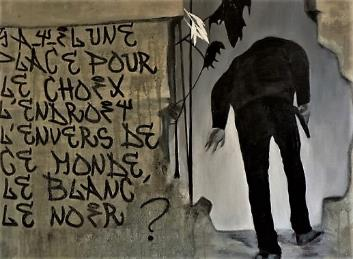 Y A-T-IL UNE
PLACE POUR
LE CHOIX
L'ENDROIT
L'ENVERS DE
CE MONDE,
LE BLANC
LE NOIR ?